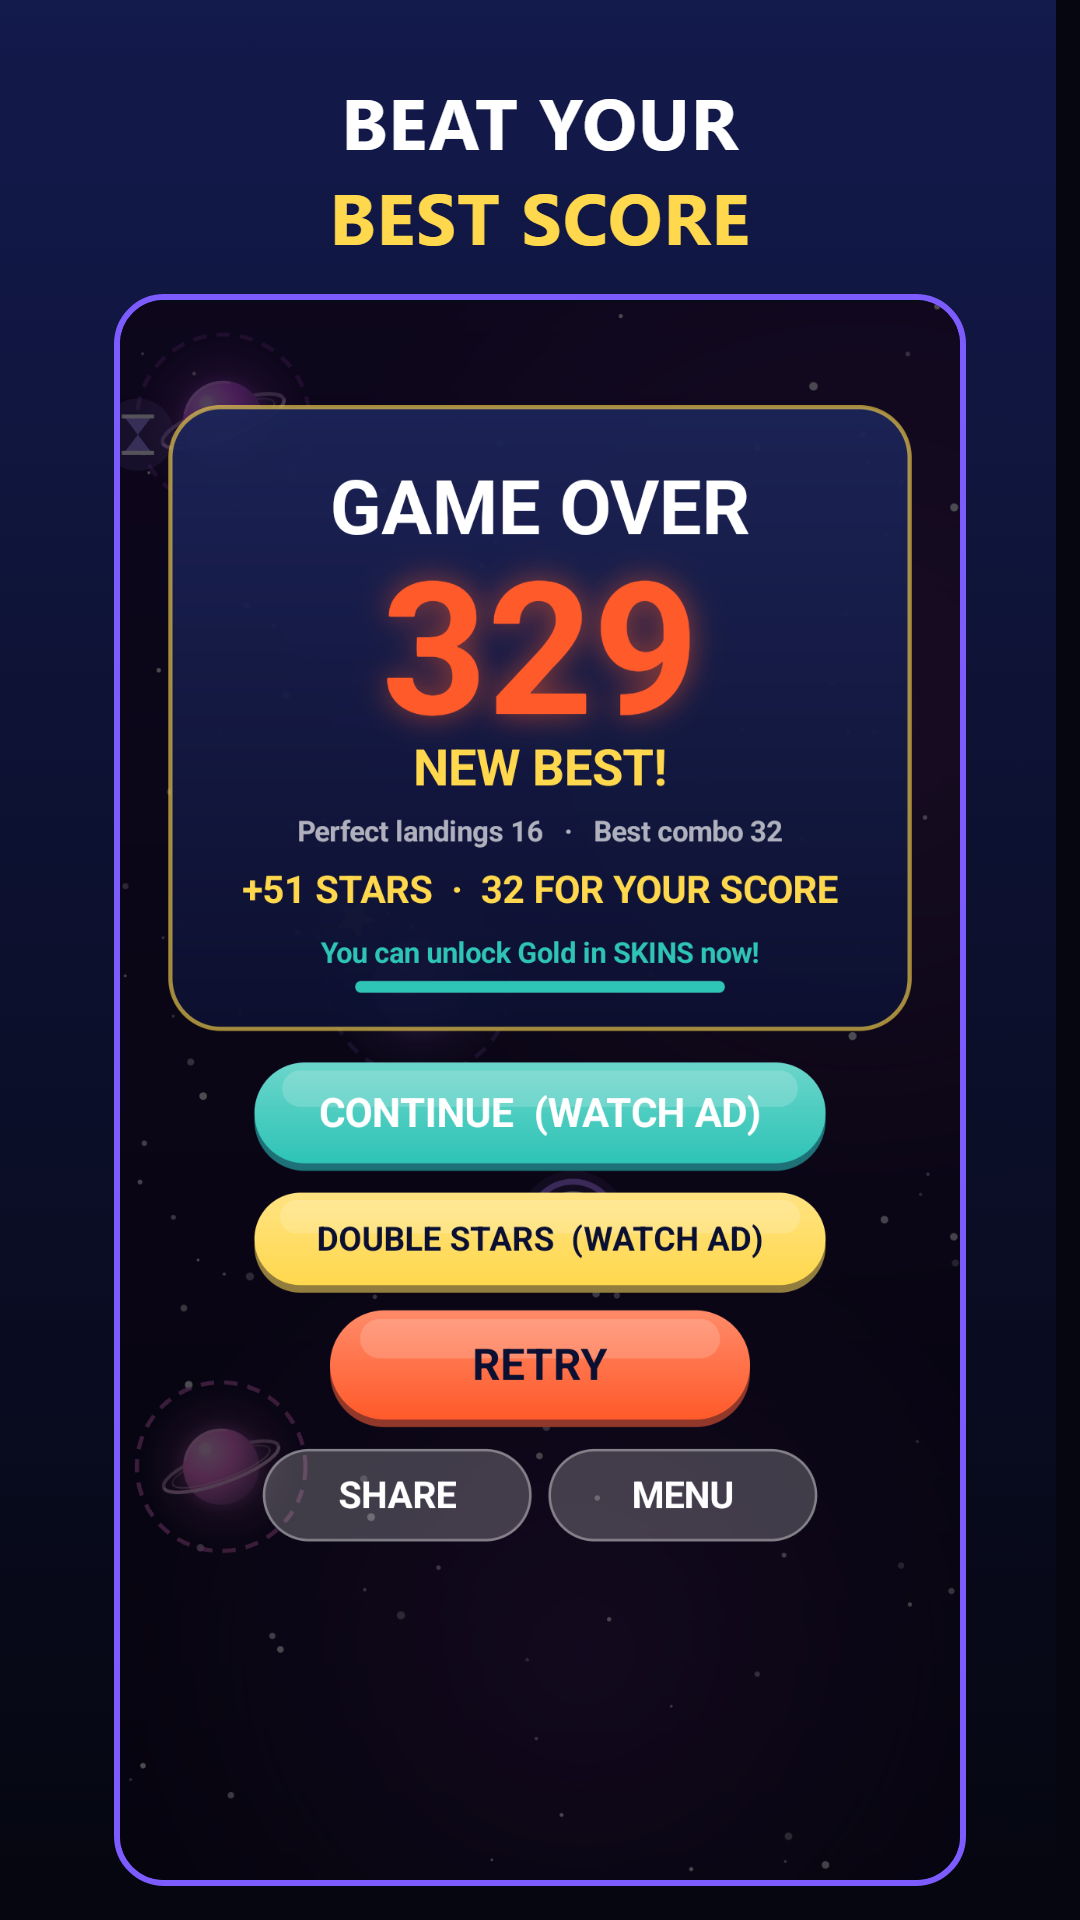 BEAT YOUR
BEST SCORE
GAME OVER
329
NEW BEST!
Perfect landings 16 · Best combo 32
+51 STARS · 32 FOR YOUR SCORE
You can unlock Gold in SKINS now!
CONTINUE (WATCH AD)
DOUBLE STARS (WATCH AD)
RETRY
SHARE MENU